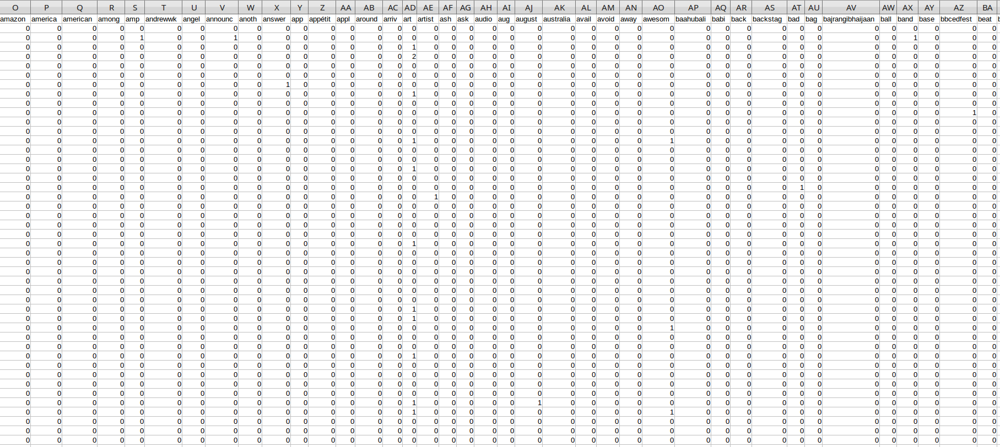 O P Q R S T U V W X Y Z AA AB AC AD AE AF AG AH AI AJ AK AL AM AN AO AP AQ AR AS AT AU AV AW AX AY AZ BA
amazon america american among amp andrewwk angel announc anoth answer app appétit appl around arriv art artist ash ask audio aug august australia avail avoid away awesom baahubali babi back backstag bad bag bajrangibhaijaan ball band base bbcedfest beat
0 0 0 0 0 0 0 0 0 0 0 0 0 0 0 0 0 0 0 0 0 0 0 0 0 0 0 0 0 0 0 0 0 0 0 0 0 0 0
0 0 0 0 1 0 0 1 0 0 0 0 0 0 0 0 0 0 0 0 0 0 0 0 0 0 0 0 0 0 0 0 0 0 0 1 0 0 0
0 0 0 0 0 0 0 0 0 0 0 0 0 0 0 1 0 0 0 0 0 0 0 0 0 0 0 0 0 0 0 0 0 0 0 0 0 0 0
0 0 0 0 0 0 0 0 0 0 0 0 0 0 0 2 0 0 0 0 0 0 0 0 0 0 0 0 0 0 0 0 0 0 0 0 0 0 0
0 0 0 0 0 0 0 0 0 0 0 0 0 0 0 0 0 0 0 0 0 0 0 0 0 0 0 0 0 0 0 0 0 0 0 0 0 0 0
0 0 0 0 0 0 0 0 0 0 0 0 0 0 0 0 0 0 0 0 0 0 0 0 0 0 0 0 0 0 0 0 0 0 0 0 0 0 0
0 0 0 0 0 0 0 0 0 1 0 0 0 0 0 0 0 0 0 0 0 0 0 0 0 0 0 0 0 0 0 0 0 0 0 0 0 0 0
0 0 0 0 0 0 0 0 0 0 0 0 0 0 0 1 0 0 0 0 0 0 0 0 0 0 0 0 0 0 0 0 0 0 0 0 0 0 0
0 0 0 0 0 0 0 0 0 0 0 0 0 0 0 0 0 0 0 0 0 0 0 0 0 0 0 0 0 0 0 0 0 0 0 0 0 0 0
0 0 0 0 0 0 0 0 0 0 0 0 0 0 0 0 0 0 0 0 0 0 0 0 0 0 0 0 0 0 0 0 0 0 0 0 0 1 0
0 0 0 0 0 0 0 0 0 0 0 0 0 0 0 0 0 0 0 0 0 0 0 0 0 0 0 0 0 0 0 0 0 0 0 0 0 0 0
0 0 0 0 0 0 0 0 0 0 0 0 0 0 0 0 0 0 0 0 0 0 0 0 0 0 0 0 0 0 0 0 0 0 0 0 0 0 0
0 0 0 0 0 0 0 0 0 0 0 0 0 0 0 1 0 0 0 0 0 0 0 0 0 0 1 0 0 0 0 0 0 0 0 0 0 0 0
0 0 0 0 0 0 0 0 0 0 0 0 0 0 0 0 0 0 0 0 0 0 0 0 0 0 0 0 0 0 0 0 0 0 0 0 0 0 0
0 0 0 0 0 0 0 0 0 0 0 0 0 0 0 0 0 0 0 0 0 0 0 0 0 0 0 0 0 0 0 0 0 0 0 0 0 0 0
0 0 0 0 0 0 0 0 0 0 0 0 0 0 0 1 0 0 0 0 0 0 0 0 0 0 0 0 0 0 0 0 0 0 0 0 0 0 0
0 0 0 0 0 0 0 0 0 0 0 0 0 0 0 0 0 0 0 0 0 0 0 0 0 0 0 0 0 0 0 0 0 0 0 0 0 0 0
0 0 0 0 0 0 0 0 0 0 0 0 0 0 0 0 0 0 0 0 0 0 0 0 0 0 0 0 0 0 0 1 0 0 0 0 0 0 0
0 0 0 0 0 0 0 0 0 0 0 0 0 0 0 0 1 0 0 0 0 0 0 0 0 0 0 0 0 0 0 0 0 0 0 0 0 0 0
0 0 0 0 0 0 0 0 0 0 0 0 0 0 0 0 0 0 0 0 0 0 0 0 0 0 0 0 0 0 0 0 0 0 0 0 0 0 0
0 0 0 0 0 0 0 0 0 0 0 0 0 0 0 0 0 0 0 0 0 0 0 0 0 0 0 0 0 0 0 0 0 0 0 0 0 0 0
0 0 0 0 0 0 0 0 0 0 0 0 0 0 0 0 0 0 0 0 0 0 0 0 0 0 0 0 0 0 0 0 0 0 0 0 0 0 0
0 0 0 0 0 0 0 0 0 0 0 0 0 0 0 0 0 0 0 0 0 0 0 0 0 0 0 0 0 0 0 0 0 0 0 0 0 0 0
0 0 0 0 0 0 0 0 0 0 0 0 0 0 0 1 0 0 0 0 0 0 0 0 0 0 0 0 0 0 0 0 0 0 0 0 0 0 0
0 0 0 0 0 0 0 0 0 0 0 0 0 0 0 0 0 0 0 0 0 0 0 0 0 0 0 0 0 0 0 0 0 0 0 0 0 0 0
0 0 0 0 0 0 0 0 0 0 0 0 0 0 0 0 0 0 0 0 0 0 0 0 0 0 0 0 0 0 0 0 0 0 0 0 0 0 0
0 0 0 0 0 0 0 0 0 0 0 0 0 0 0 0 0 0 0 0 0 0 0 0 0 0 0 0 0 0 0 0 0 0 0 0 0 0 0
0 0 0 0 0 0 0 0 0 0 0 0 0 0 0 0 0 0 0 0 0 0 0 0 0 0 0 0 0 0 0 0 0 0 0 0 0 0 0
0 0 0 0 0 0 0 0 0 0 0 0 0 0 0 0 0 0 0 0 0 0 0 0 0 0 0 0 0 0 0 0 0 0 0 0 0 0 0
0 0 0 0 0 0 0 0 0 0 0 0 0 0 0 0 0 0 0 0 0 0 0 0 0 0 0 0 0 0 0 0 0 0 0 0 0 0 0
0 0 0 0 0 0 0 0 0 0 0 0 0 0 0 1 0 0 0 0 0 0 0 0 0 0 0 0 0 0 0 0 0 0 0 0 0 0 0
0 0 0 0 0 0 0 0 0 0 0 0 0 0 0 1 0 0 0 0 0 0 0 0 0 0 0 0 0 0 0 0 0 0 0 0 0 0 0
0 0 0 0 0 0 0 0 0 0 0 0 0 0 0 0 0 0 0 0 0 0 0 0 0 0 1 0 0 0 0 0 0 0 0 0 0 0 0
0 0 0 0 0 0 0 0 0 0 0 0 0 0 0 0 0 0 0 0 0 0 0 0 0 0 0 0 0 0 0 0 0 0 0 0 0 0 0
0 0 0 0 0 0 0 0 0 0 0 0 0 0 0 0 0 0 0 0 0 0 0 0 0 0 0 0 0 0 0 0 0 0 0 0 0 0 0
0 0 0 0 0 0 0 0 0 0 0 0 0 0 0 1 0 0 0 0 0 0 0 0 0 0 0 0 0 0 0 0 0 0 0 0 0 0 0
0 0 0 0 0 0 0 0 0 0 0 0 0 0 0 0 0 0 0 0 0 0 0 0 0 0 0 0 0 0 0 0 0 0 0 0 0 0 0
0 0 0 0 0 0 0 0 0 0 0 0 0 0 0 0 0 0 0 0 0 0 0 0 0 0 0 0 0 0 0 0 0 0 0 0 0 0 0
0 0 0 0 0 0 0 0 0 0 0 0 0 0 0 0 0 0 0 0 0 0 0 0 0 0 0 0 0 0 0 0 0 0 0 0 0 0 0
0 0 0 0 0 0 0 0 0 0 0 0 0 0 0 0 0 0 0 0 0 0 0 0 0 0 0 0 0 0 0 0 0 0 0 0 0 0 0
0 0 0 0 0 0 0 0 0 0 0 0 0 0 0 1 0 0 0 0 0 1 0 0 0 0 0 0 0 0 0 0 0 0 0 0 0 0 0
0 0 0 0 0 0 0 0 0 0 0 0 0 0 0 1 0 0 0 0 0 0 0 0 0 0 1 0 0 0 0 0 0 0 0 0 0 0 0
0 0 0 0 0 0 0 0 0 0 0 0 0 0 0 0 0 0 0 0 0 0 0 0 0 0 0 0 0 0 0 0 0 0 0 0 0 0 0
0 0 0 0 0 0 0 0 0 0 0 0 0 0 0 0 0 0 0 0 0 0 0 0 0 0 0 0 0 0 0 0 0 0 0 0 0 0 0
0 0 0 0 0 0 0 0 0 0 0 0 0 0 0 0 0 0 0 0 0 0 0 0 0 0 0 0 0 0 0 0 0 0 0 0 0 0 0